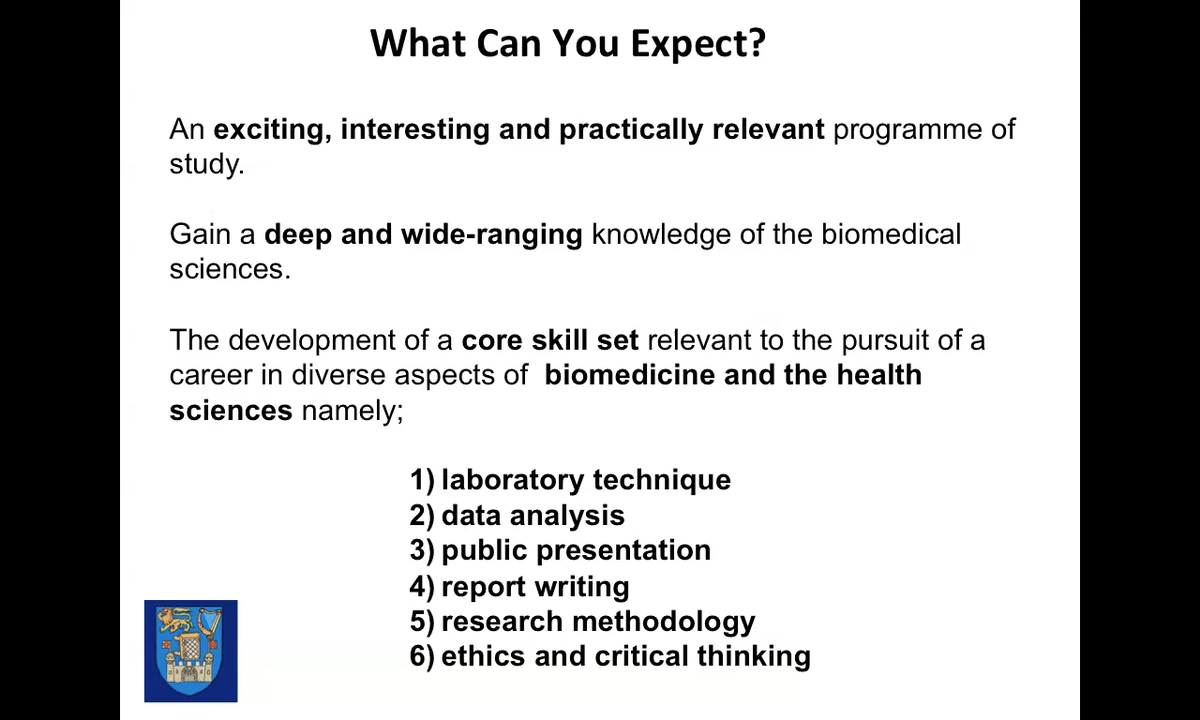 What Can You Expect?
An exciting, interesting and practically relevant programme of
study.
Gain a deep and wide-ranging knowledge of the biomedical
sciences.
The development of a core skill set relevant to the pursuit of a
career in diverse aspects of  biomedicine and the health
sciences namely;
1) laboratory technique
2) data analysis
3) public presentation
4) report writing
5) research methodology
6) ethics and critical thinking